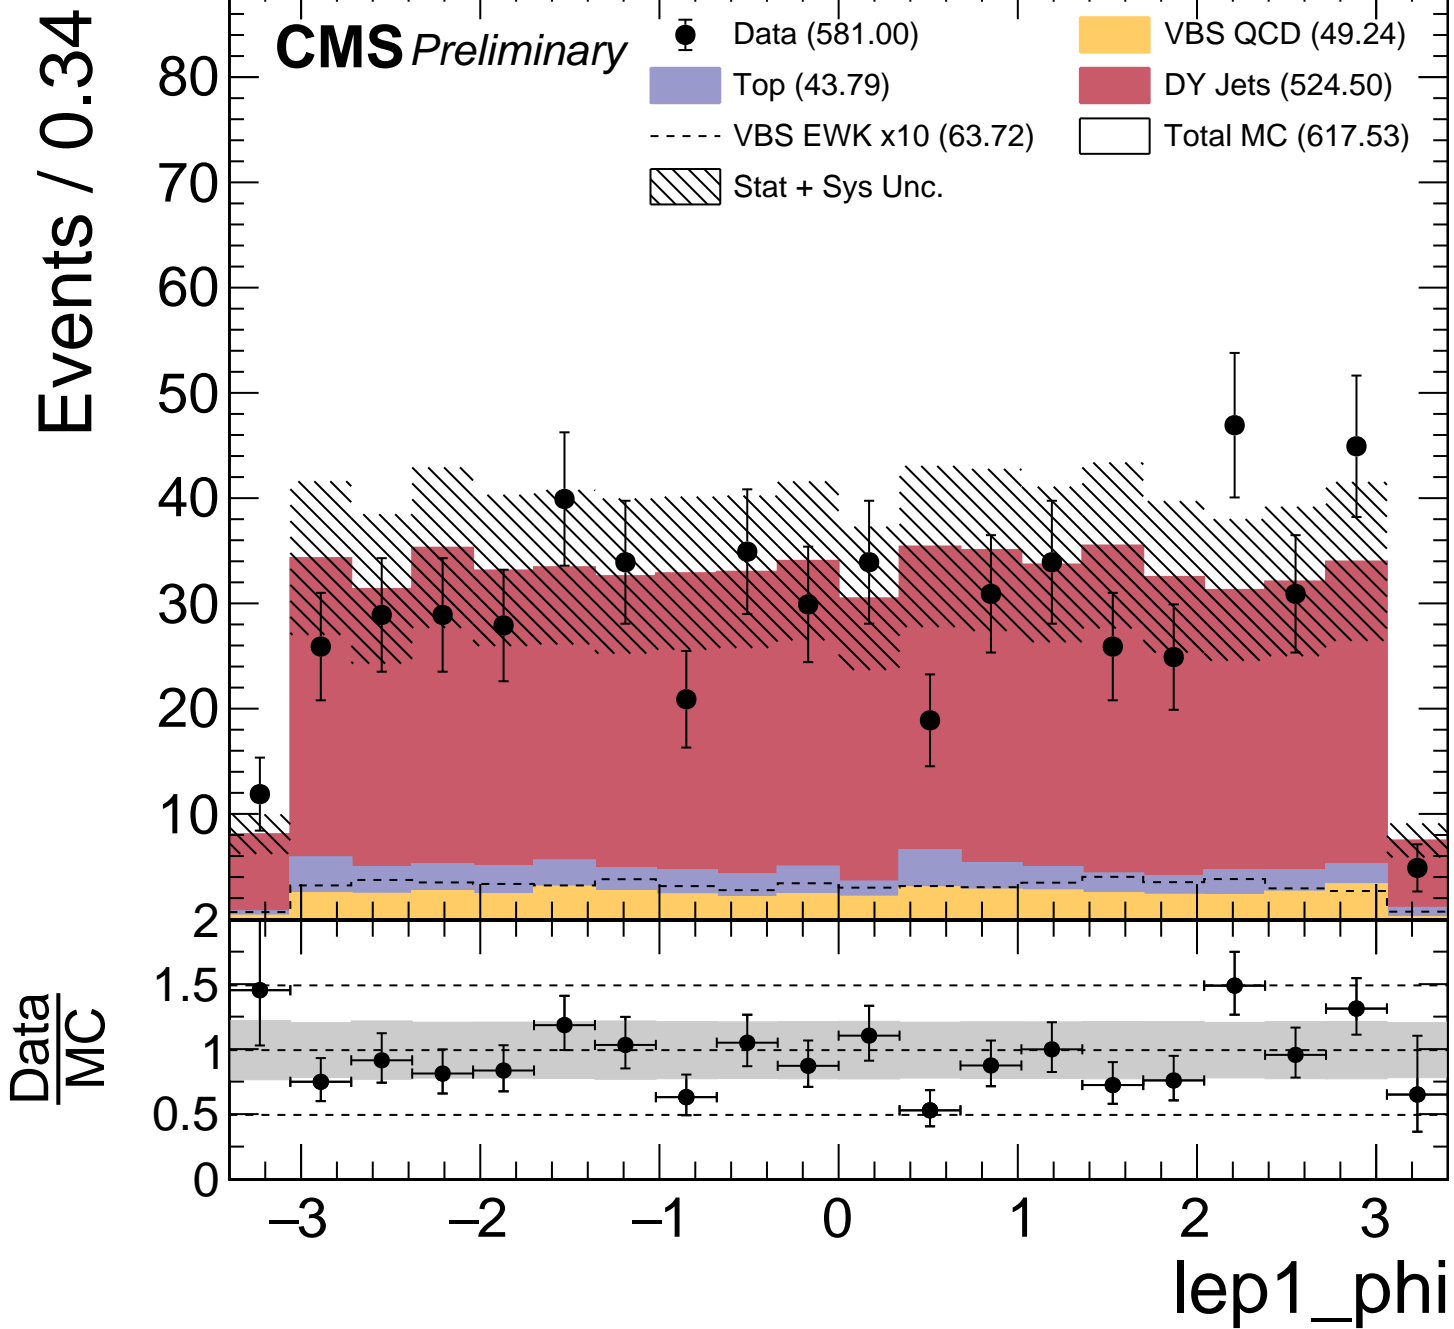 Events / 0.34
CMS Preliminary
Data (581.00)
VBS QCD (49.24)
Top (43.79)
DY Jets (524.50)
VBS EWK x10 (63.72)
Total MC (617.53)
Stat + Sys Unc.
80
70
60
50
40
30
20
10
2
1.5
1
0.5
0
Data
MC
–3 –2 –1 0 1 2 3
lep1_phi